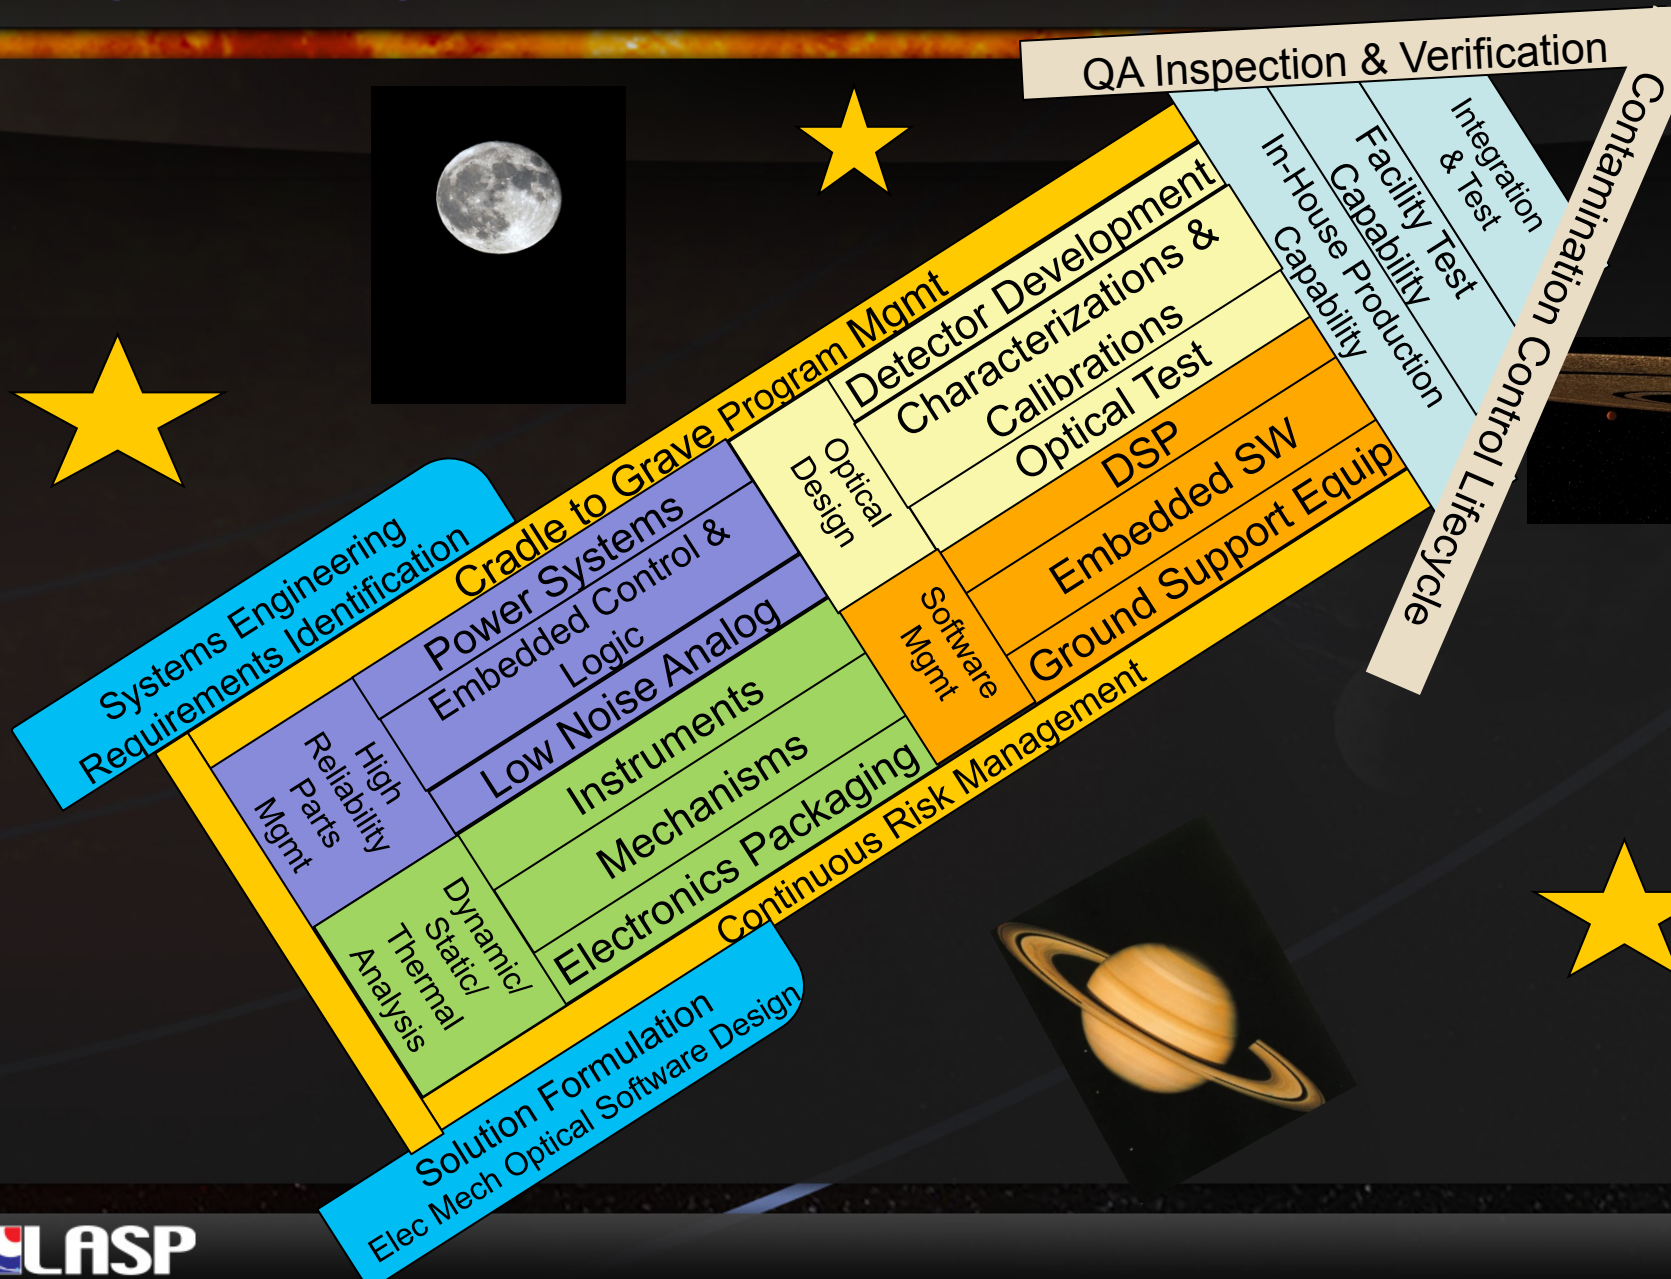 QA Inspection & Verification
Contamination Control Lifecycle
Integration
& Test
Facility Test
Capability
In-House Production
Capability
Cradle to Grave Program Mgmt
Detector Development
Characterizations &
Calibrations
Optical Test
Optical
Design
DSP
Embedded SW
Ground Support Equip
Software
Mgmt
Systems Engineering
Requirements Identification
Power Systems
Embedded Control &
Logic
Low Noise Analog
High
Reliability
Parts
Mgmt
Instruments
Mechanisms
Electronics Packaging
Dynamic/
Static/
Thermal
Analysis
Continuous Risk Management
Solution Formulation
Elec Mech Optical Software Design
LASP